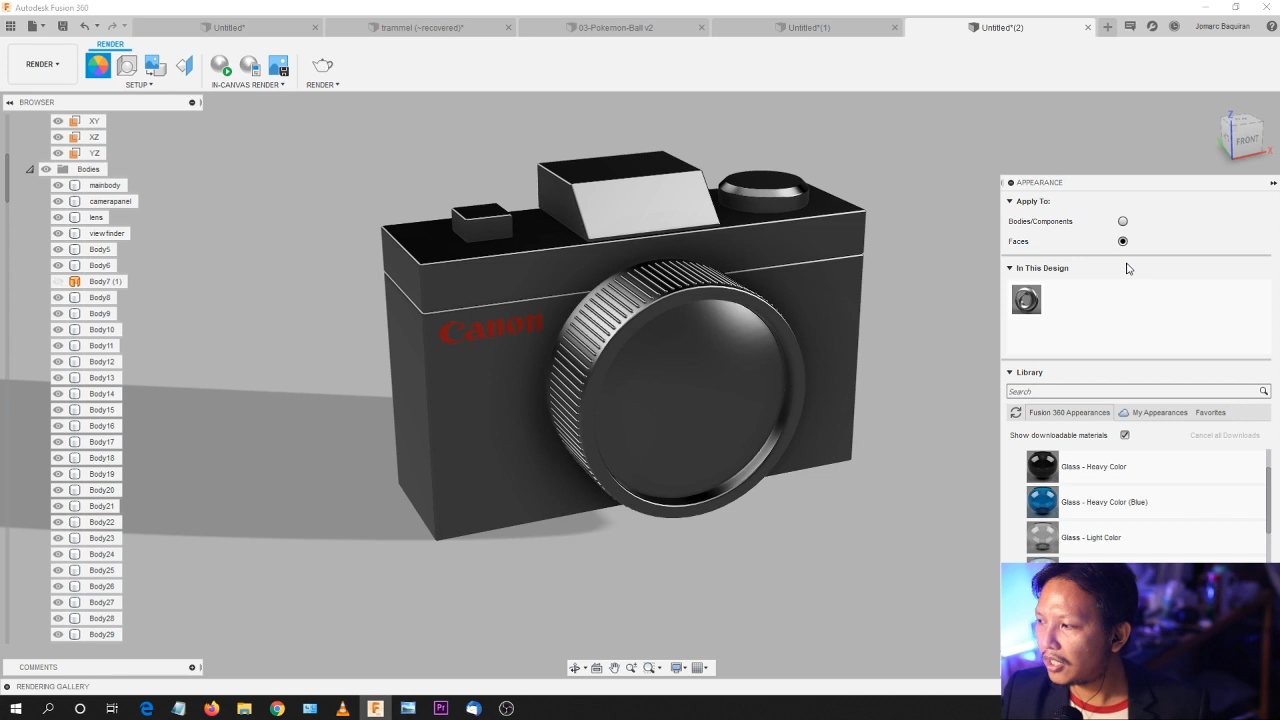 Autodesk Fusion 360
Untitled*
trammel (~recovered)*
03-Pokemon-Ball v2
Untitled*(1)
Untitled*(2)
Jomarc Baquiran
RENDER
RENDER
SETUP
IN-CANVAS RENDER
RENDER
BROWSER
XY
XZ
YZ
Bodies
mainbody
camerapanel
lens
viewfinder
Body5
Body6
Body7 (1)
Body8
Body9
Body10
Body11
Body12
Body13
Body14
Body15
Body16
Body17
Body18
Body19
Body20
Body21
Body22
Body23
Body24
Body25
Body26
Body27
Body28
Body29
Canon
Z
FRONT
X
APPEARANCE
Apply To:
Bodies/Components
Faces
In This Design
Library
Search
Fusion 360 Appearances
My Appearances
Favorites
Show downloadable materials
Cancel all Downloads
Glass - Heavy Color
Glass - Heavy Color (Blue)
Glass - Light Color
COMMENTS
RENDERING GALLERY